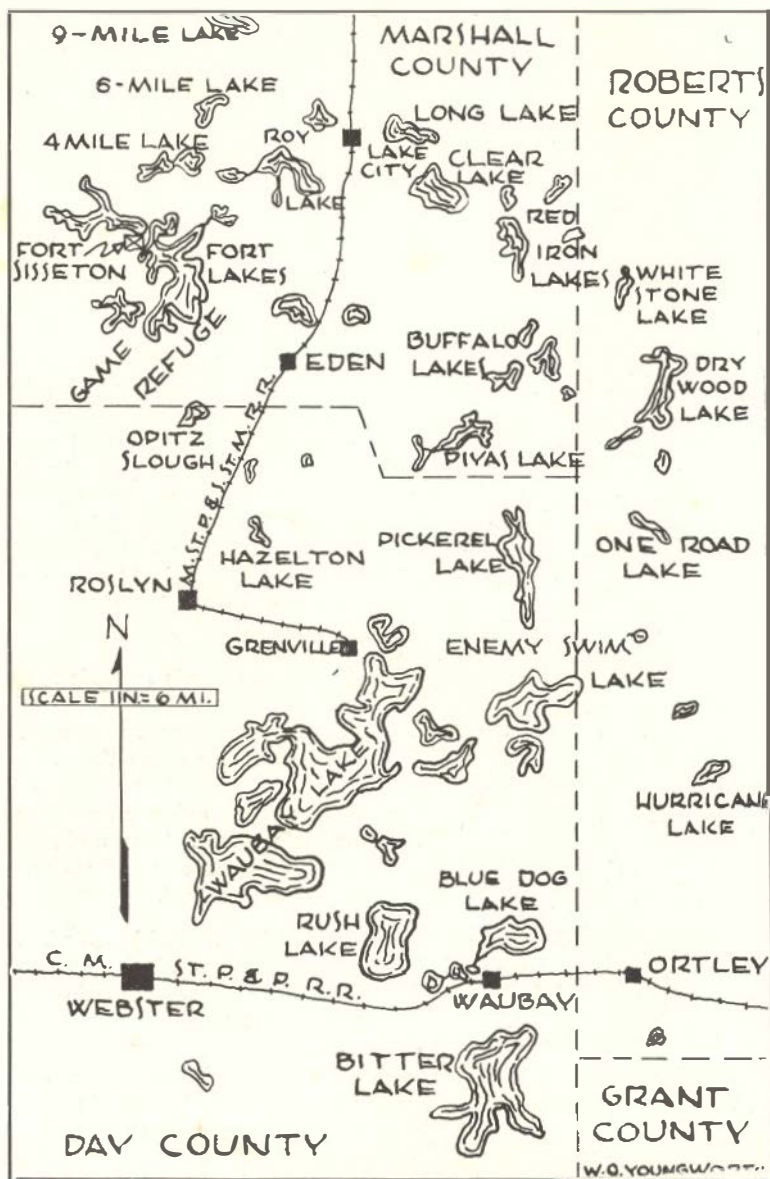 9-MILE LAKE
MARSHALL
COUNTY
ROBERTS
COUNTY
6-MILE LAKE
LONG LAKE
4 MILE LAKE
ROY
LAKE
LAKE
CITY
CLEAR
LAKE
RED
IRON
LAKES
FORT
SISSETON
FORT
LAKES
WHITE
STONE
LAKE
GAME
REFUGE
EDEN
BUFFALO
LAKES
DRY
WOOD
LAKE
OPITZ
SLOUGH
M. ST. P. & S. ST. M. R. R.
PIYAS LAKE
HAZELTON
LAKE
PICKEREL
LAKE
ONE ROAD
LAKE
ROSLYN
N
GRENVILLE
ENEMY SWIM
LAKE
SCALE 1 IN. = 6 MI.
WAUBAY
LAKE
HURRICANE
LAKE
BLUE DOG
LAKE
RUSH
LAKE
C. M. ST. P. & P. R. R.
WEBSTER
WAUBAY
ORTLEY
BITTER
LAKE
GRANT
COUNTY
DAY COUNTY